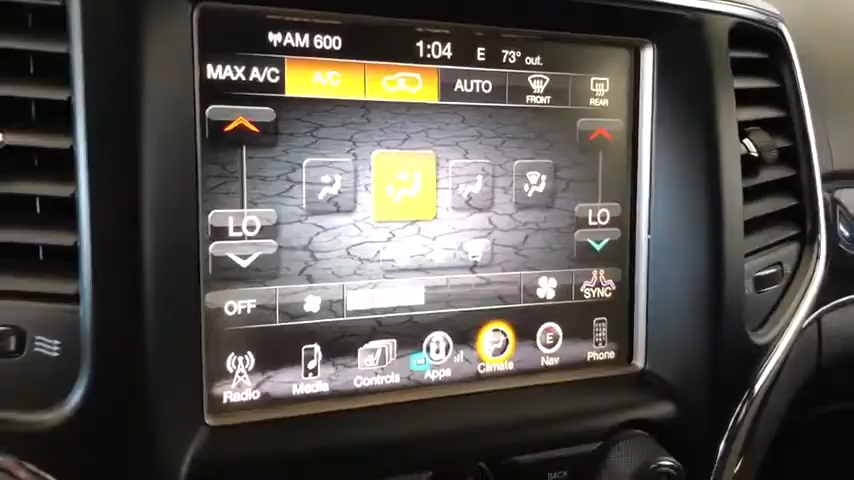 AM 600 1:04 E 73° out.
MAX A/C A/C AUTO FRONT REAR
LO LO
OFF SYNC
Radio Media Controls Apps Climate Nav Phone
E
BACK